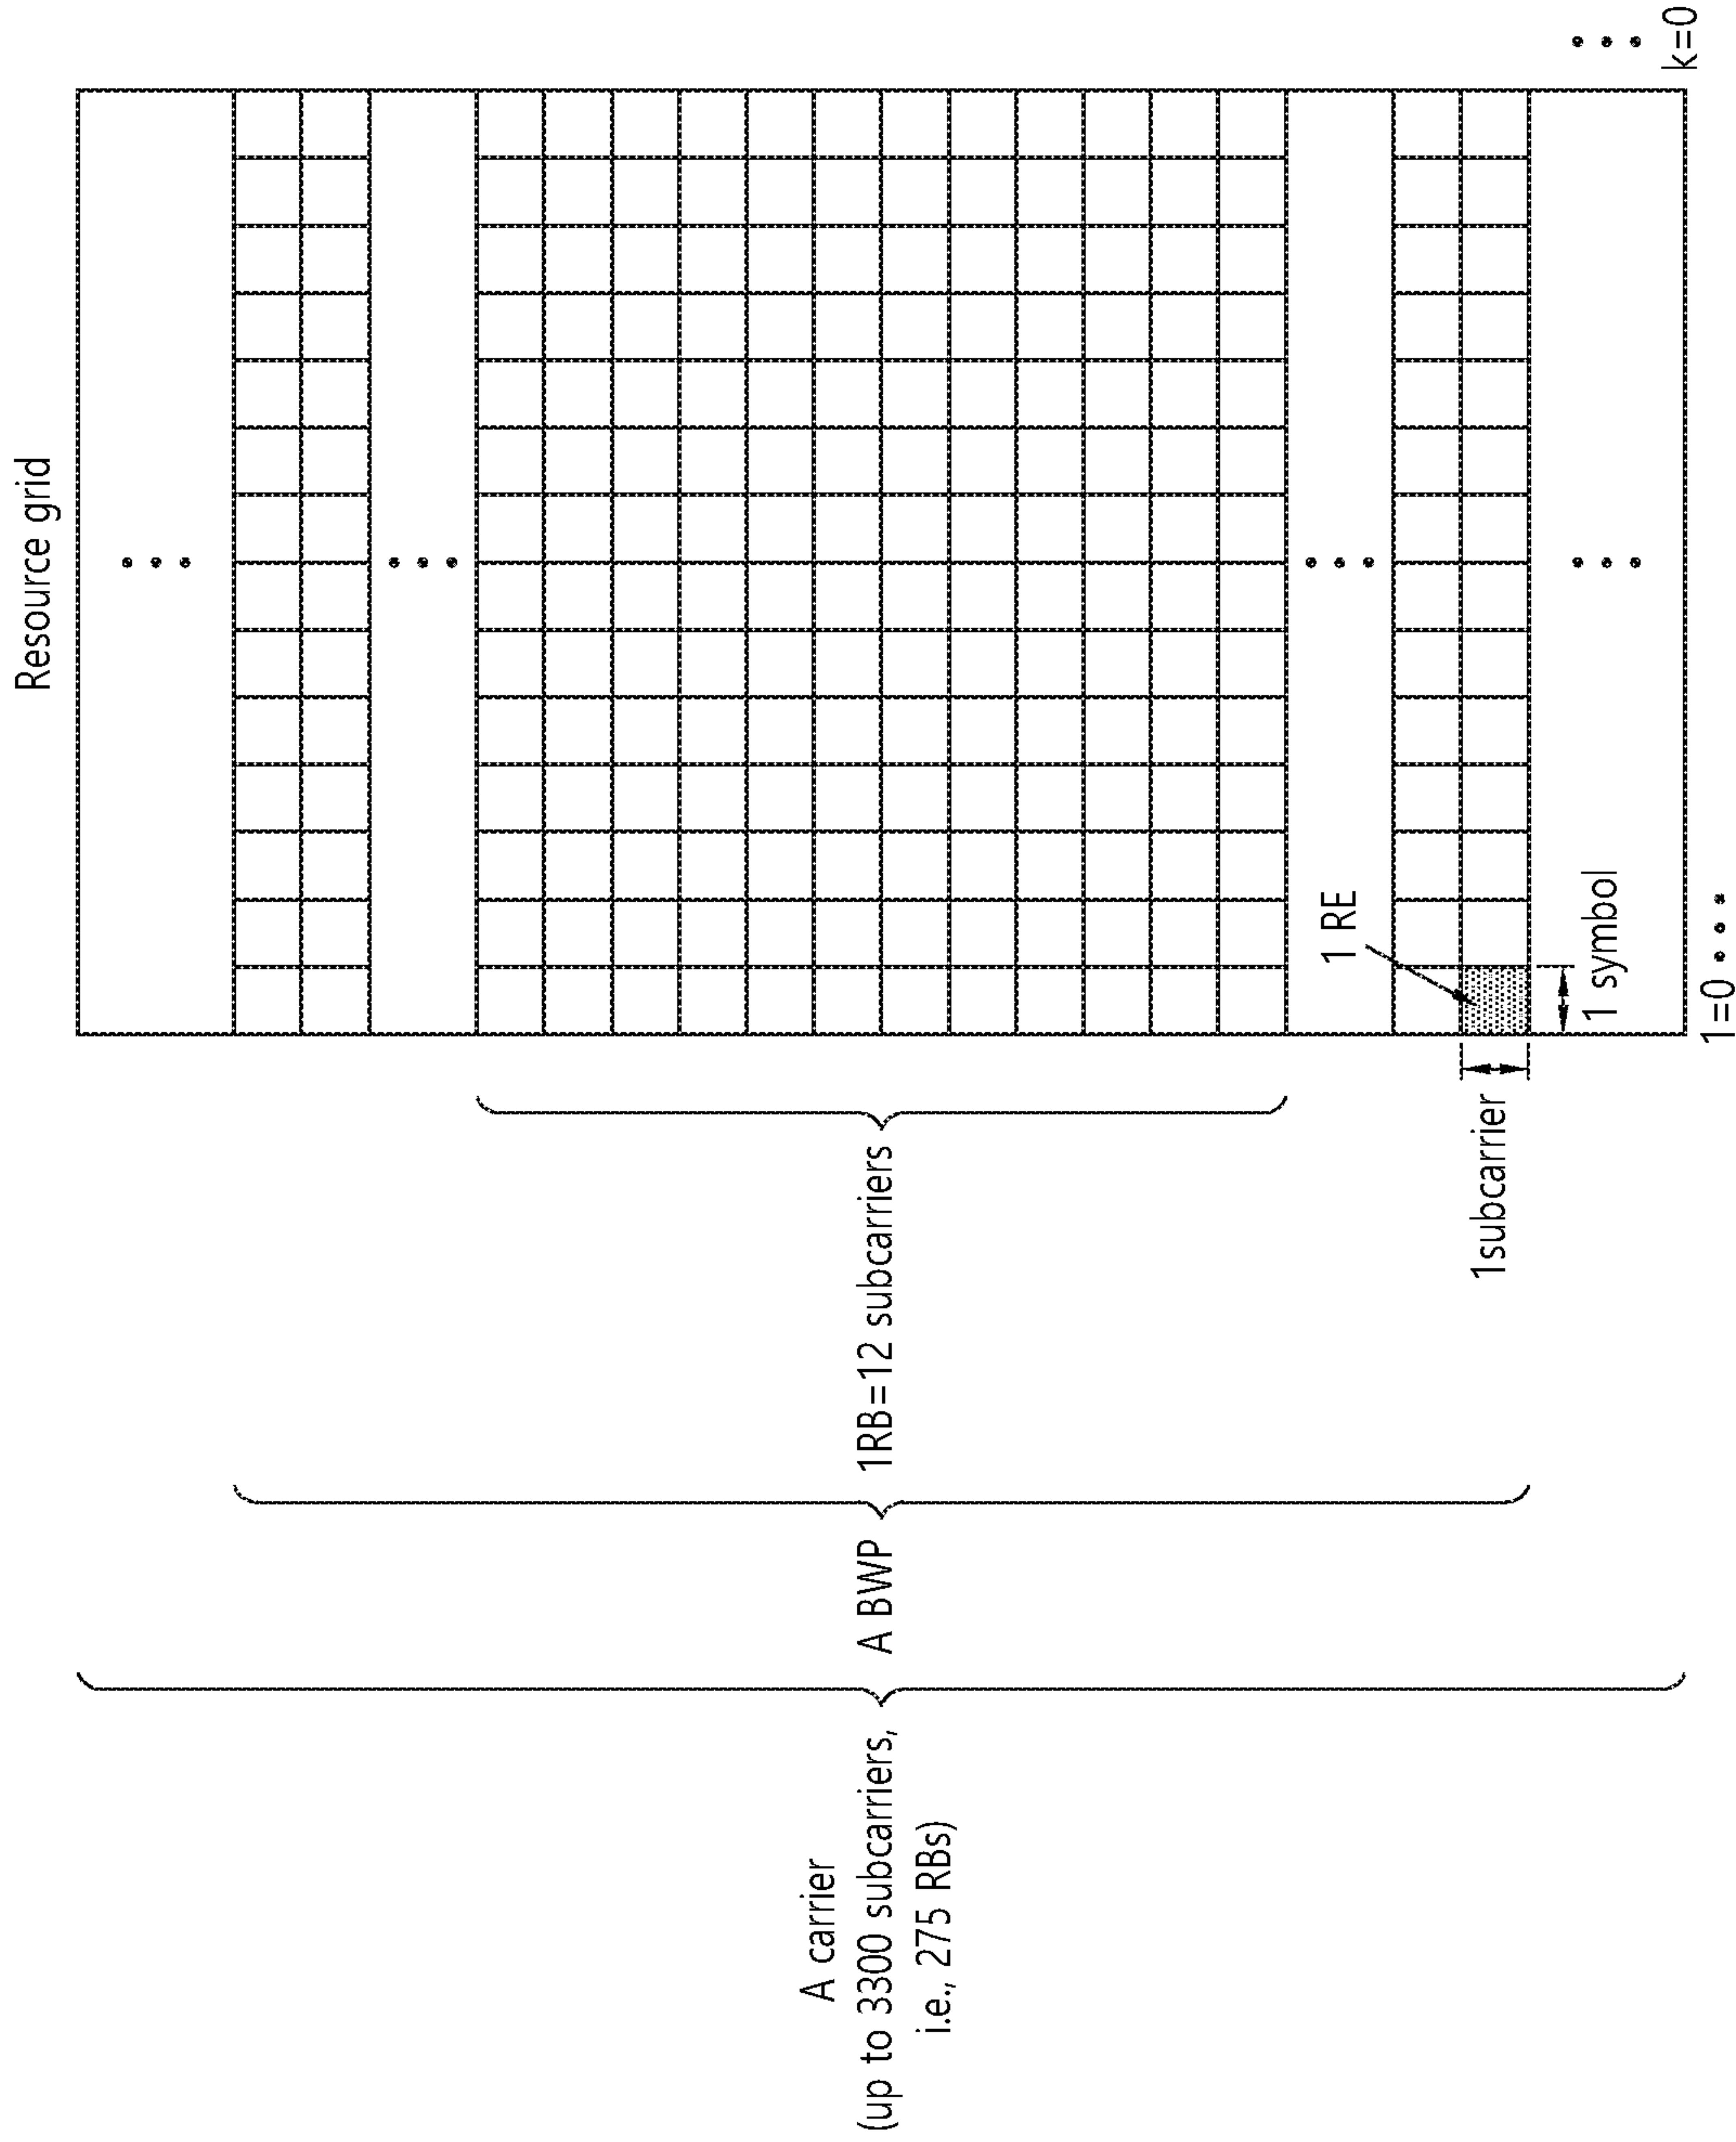 Resource grid
A carrier
(up to 3300 subcarriers,
i.e., 275 RBs)
A BWP
1RB=12 subcarriers
1 RE
1subcarrier
1 symbol
k=0
1=0